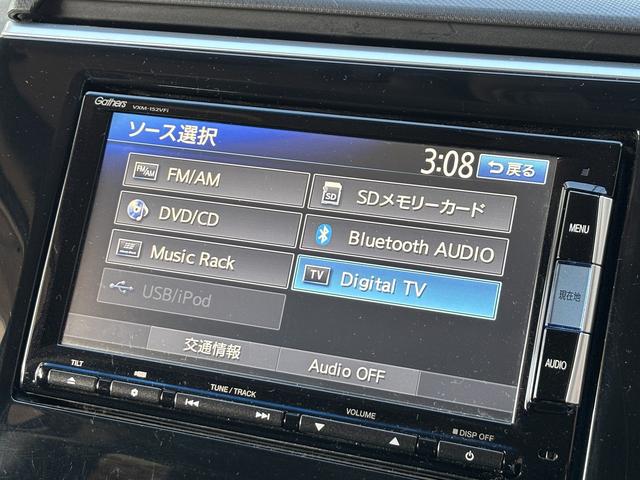 Gathers
VXM-152VFi
ソース選択
3:08
戻る
FM/AM
FM/AM
SD
SDメモリーカード
DVD/CD
Bluetooth AUDIO
Music Rack
TV
Digital TV
USB/iPod
交通情報
Audio OFF
MENU
現在地
AUDIO
TILT
TUNE / TRACK
VOLUME
DISP OFF